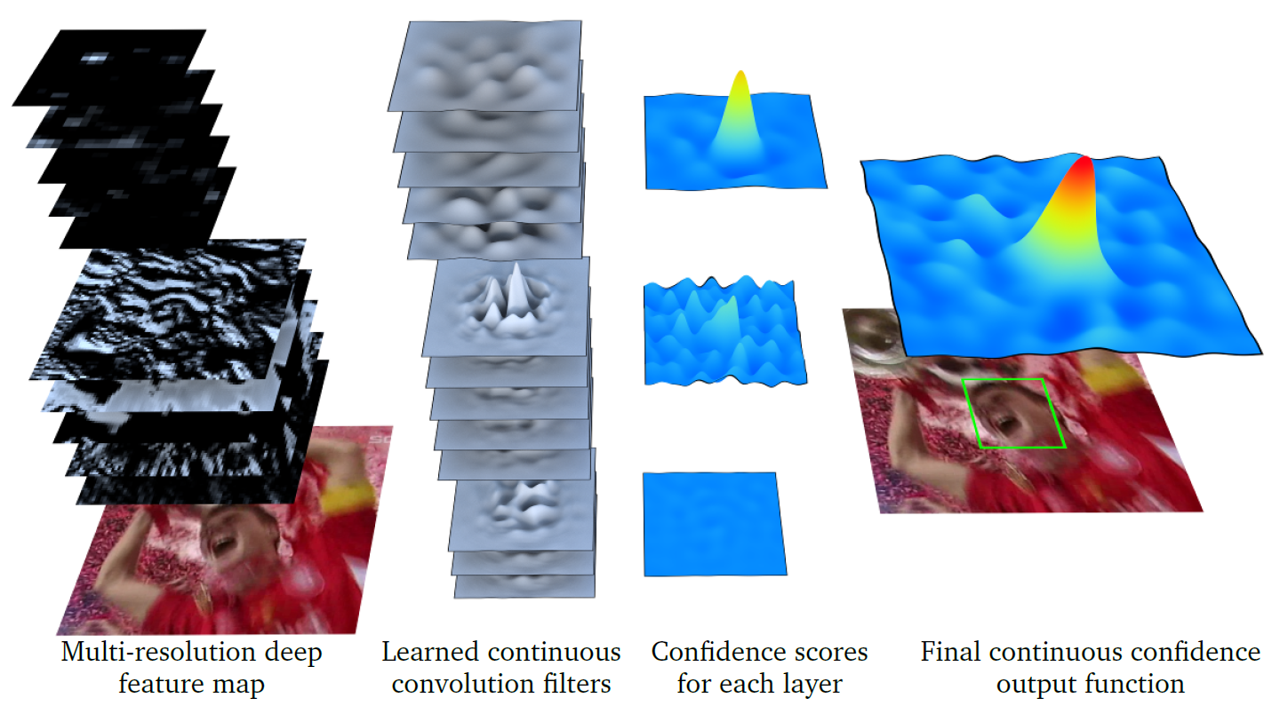 Multi-resolution deep
feature map
Learned continuous
convolution filters
Confidence scores
for each layer
Final continuous confidence
output function